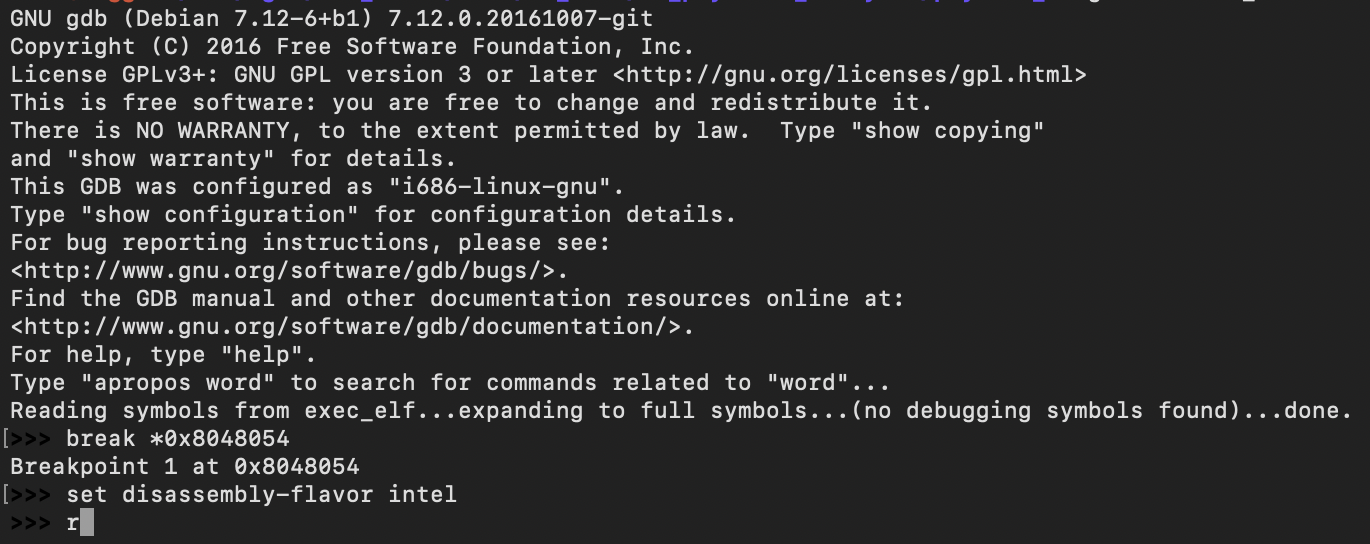 GNU gdb (Debian 7.12-6+b1) 7.12.0.20161007-git
Copyright (C) 2016 Free Software Foundation, Inc.
License GPLv3+: GNU GPL version 3 or later <http://gnu.org/licenses/gpl.html>
This is free software: you are free to change and redistribute it.
There is NO WARRANTY, to the extent permitted by law.  Type "show copying"
and "show warranty" for details.
This GDB was configured as "i686-linux-gnu".
Type "show configuration" for configuration details.
For bug reporting instructions, please see:
<http://www.gnu.org/software/gdb/bugs/>.
Find the GDB manual and other documentation resources online at:
<http://www.gnu.org/software/gdb/documentation/>.
For help, type "help".
Type "apropos word" to search for commands related to "word"...
Reading symbols from exec_elf...expanding to full symbols...(no debugging symbols found)...done.
[>>> break *0x8048054
Breakpoint 1 at 0x8048054
[>>> set disassembly-flavor intel
>>> r